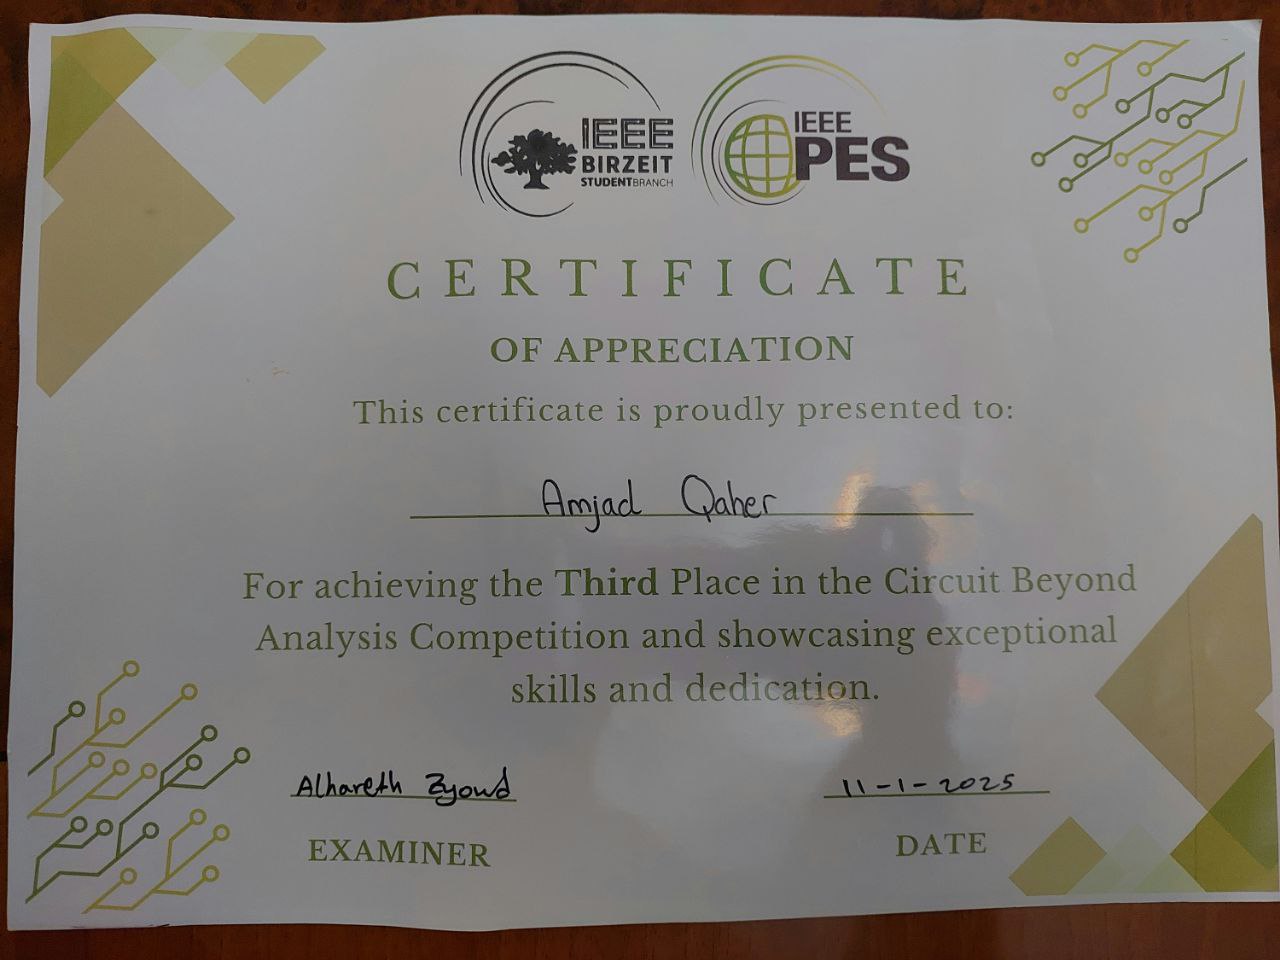 IEEE
BIRZEIT
STUDENTBRANCH
IEEE
PES
CERTIFICATE
OF APPRECIATION
This certificate is proudly presented to:
Amjad Qaher
For achieving the Third Place in the Circuit Beyond
Analysis Competition and showcasing exceptional
skills and dedication.
Alhareth Zyoud
EXAMINER
11-1-2025
DATE